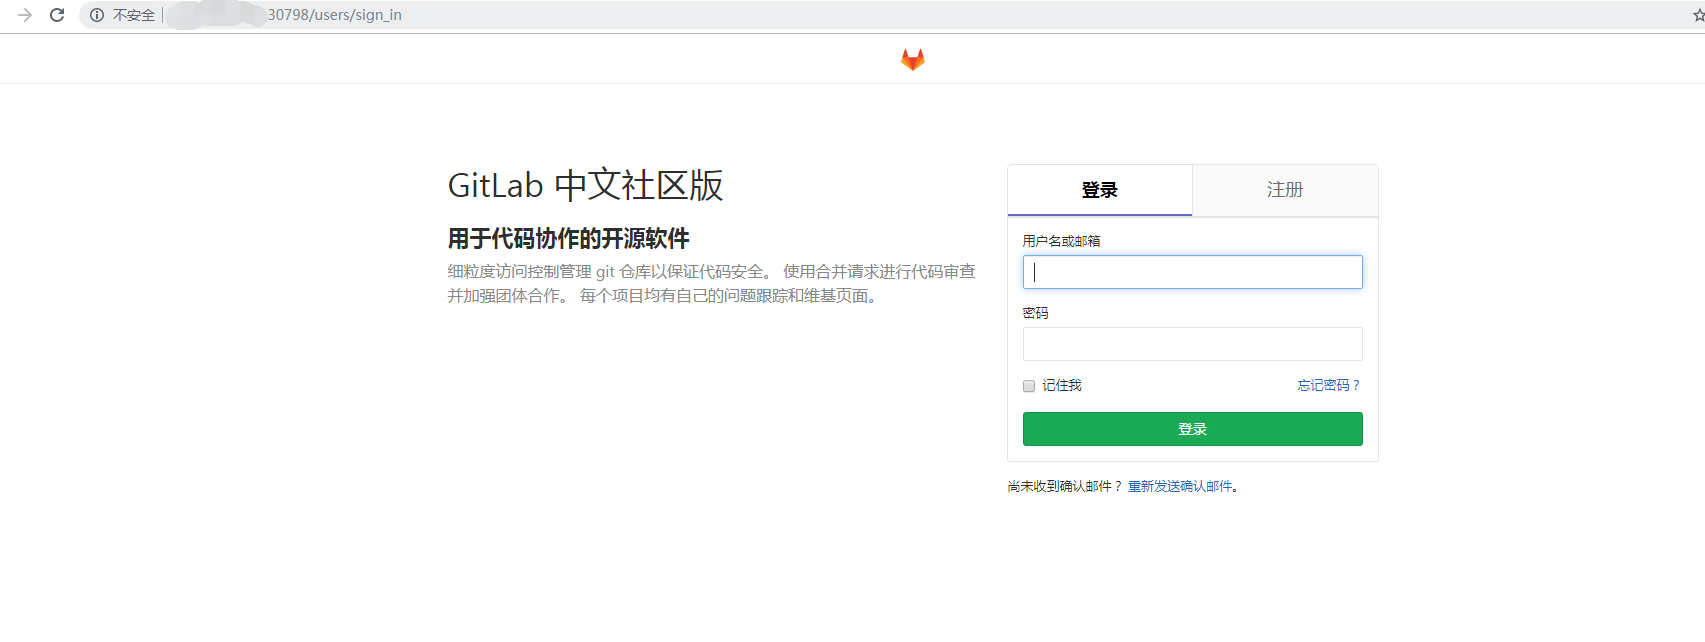 不安全 | 30798/users/sign_in
GitLab 中文社区版
用于代码协作的开源软件
细粒度访问控制管理 git 仓库以保证代码安全。 使用合并请求进行代码审查
并加强团体合作。 每个项目均有自己的问题跟踪和维基页面。
登录 注册
用户名或邮箱
密码
记住我 忘记密码？
登录
尚未收到确认邮件？ 重新发送确认邮件。